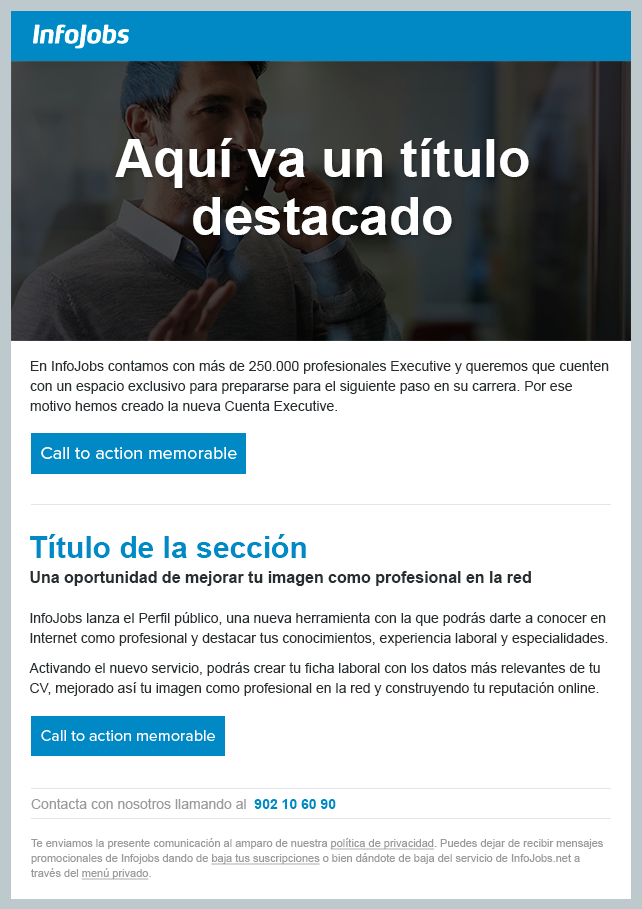 InfoJobs
Aquí va un título
destacado
En InfoJobs contamos con más de 250.000 profesionales Executive y queremos que cuenten
con un espacio exclusivo para prepararse para el siguiente paso en su carrera. Por ese
motivo hemos creado la nueva Cuenta Executive.
Call to action memorable
Título de la sección
Una oportunidad de mejorar tu imagen como profesional en la red
InfoJobs lanza el Perfil público, una nueva herramienta con la que podrás darte a conocer en
Internet como profesional y destacar tus conocimientos, experiencia laboral y especialidades.
Activando el nuevo servicio, podrás crear tu ficha laboral con los datos más relevantes de tu
CV, mejorado así tu imagen como profesional en la red y construyendo tu reputación online.
Call to action memorable
Contacta con nosotros llamando al 902 10 60 90
Te enviamos la presente comunicación al amparo de nuestra política de privacidad. Puedes dejar de recibir mensajes
promocionales de Infojobs dando de baja tus suscripciones o bien dándote de baja del servicio de InfoJobs.net a
través del menú privado.